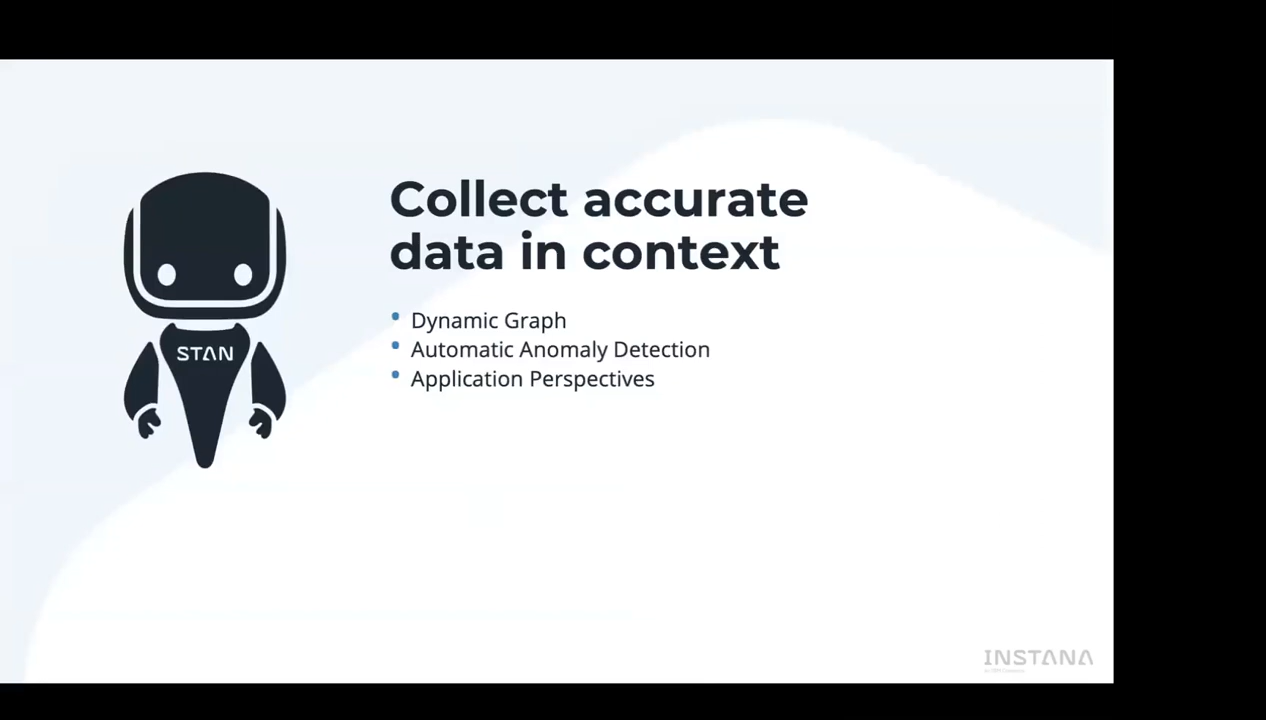 Collect accurate
data in context
• Dynamic Graph
• Automatic Anomaly Detection
• Application Perspectives
STAN
INSTANA